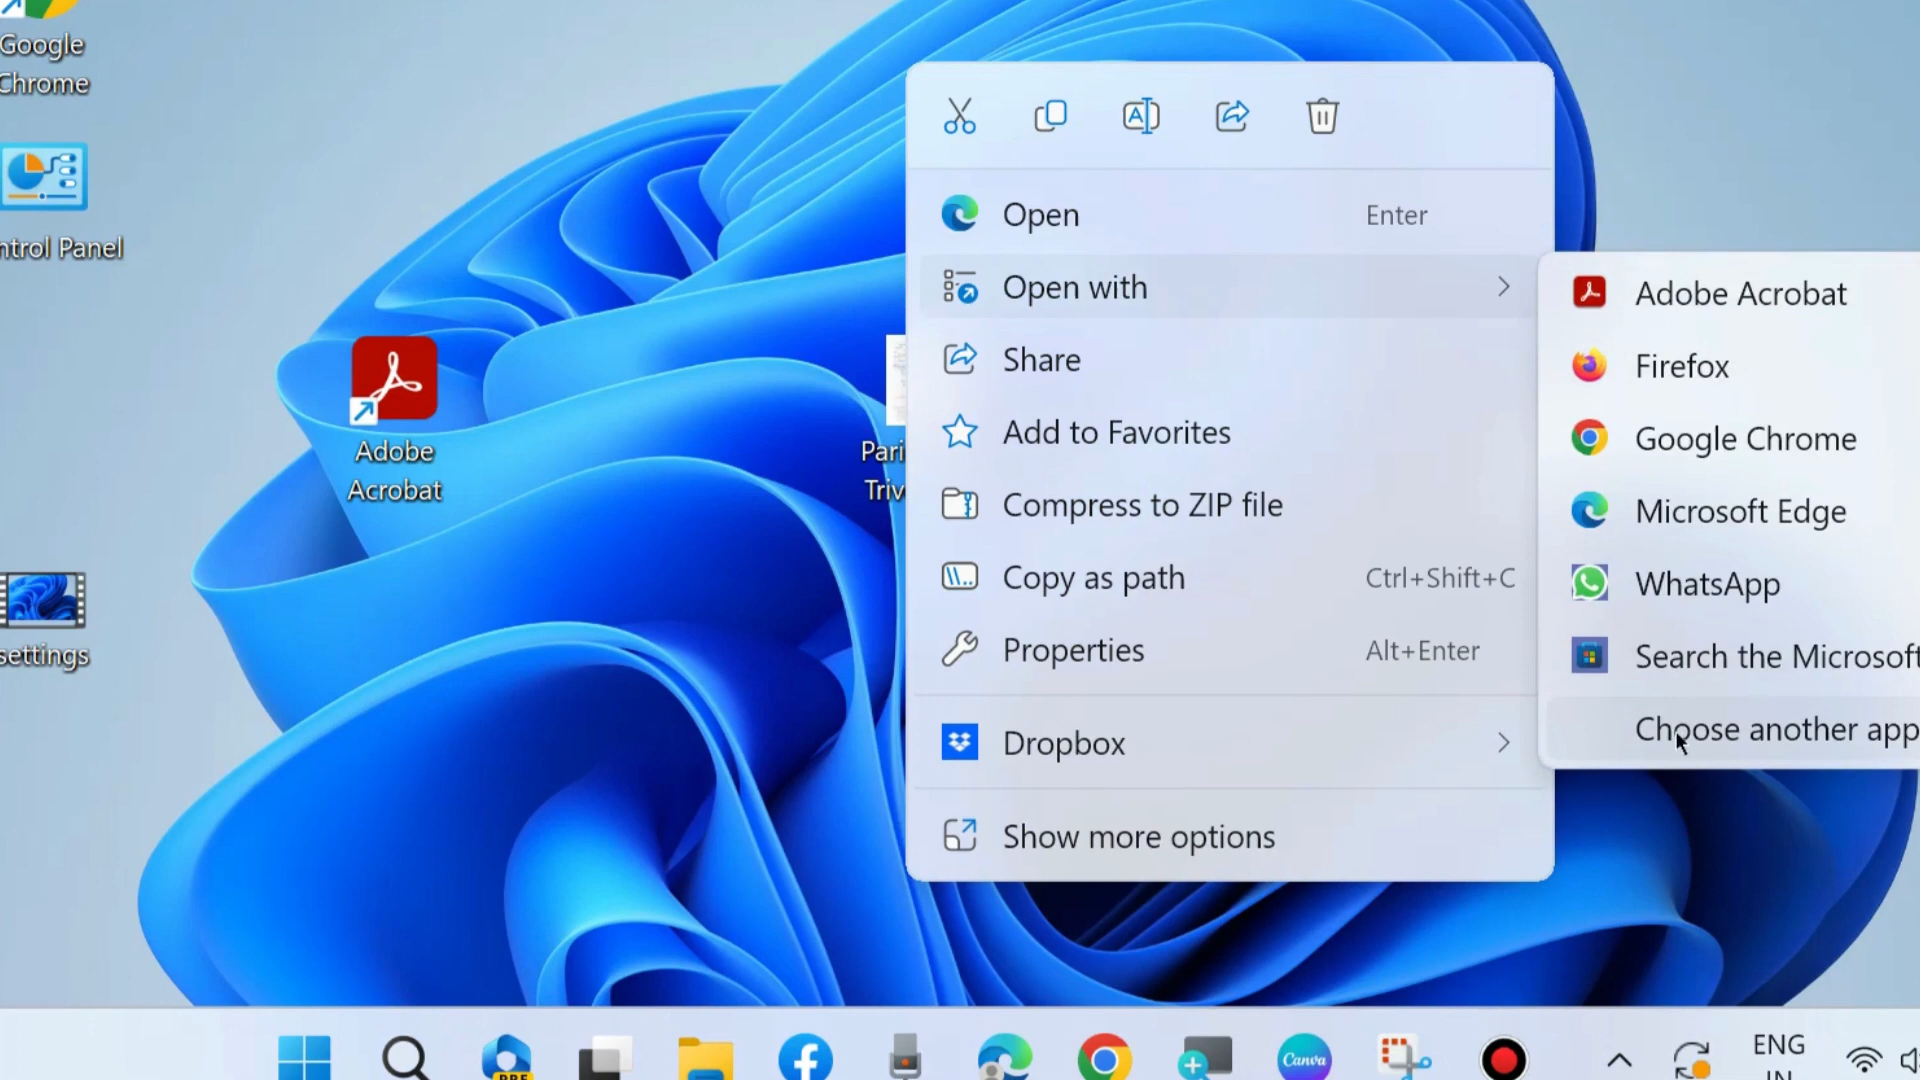 Google
Chrome
ntrol Panel
Adobe
Acrobat
settings
Pari
Triv
Open Enter
Open with
Share
Add to Favorites
Compress to ZIP file
Copy as path Ctrl+Shift+C
Properties Alt+Enter
Dropbox
Show more options
Adobe Acrobat
Firefox
Google Chrome
Microsoft Edge
WhatsApp
Search the Microsoft
Choose another app
PRE
Canva
ENG
IN